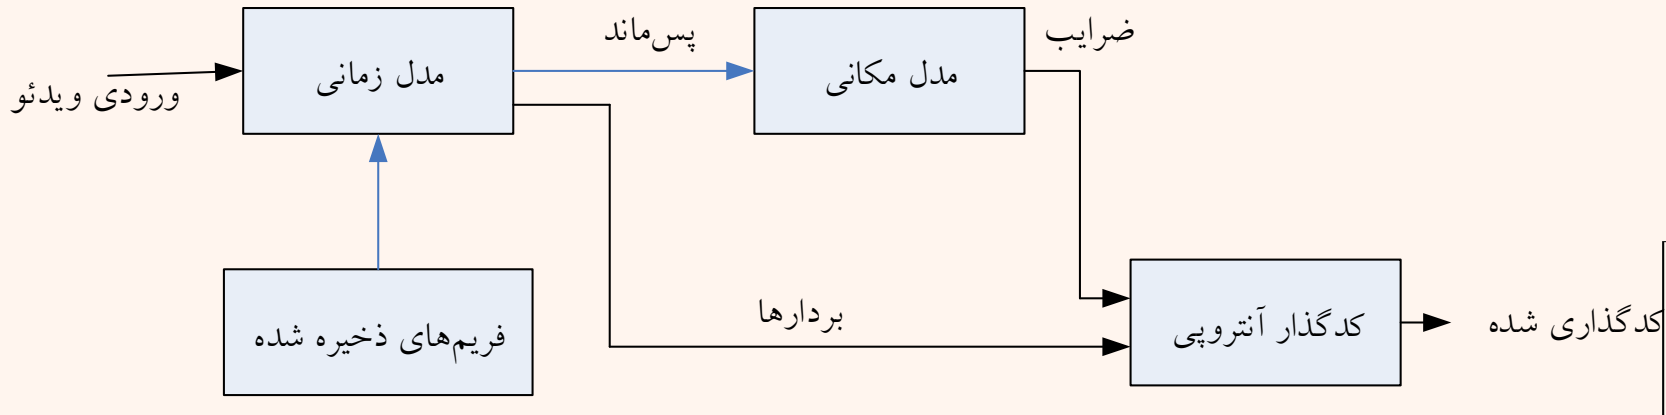 ورودی ویدئو
مدل زمانی
پس‌ماند
مدل مکانی
ضرایب
فریم‌های ذخیره شده
بردارها
کدگذار آنتروپی
کدگذاری شده